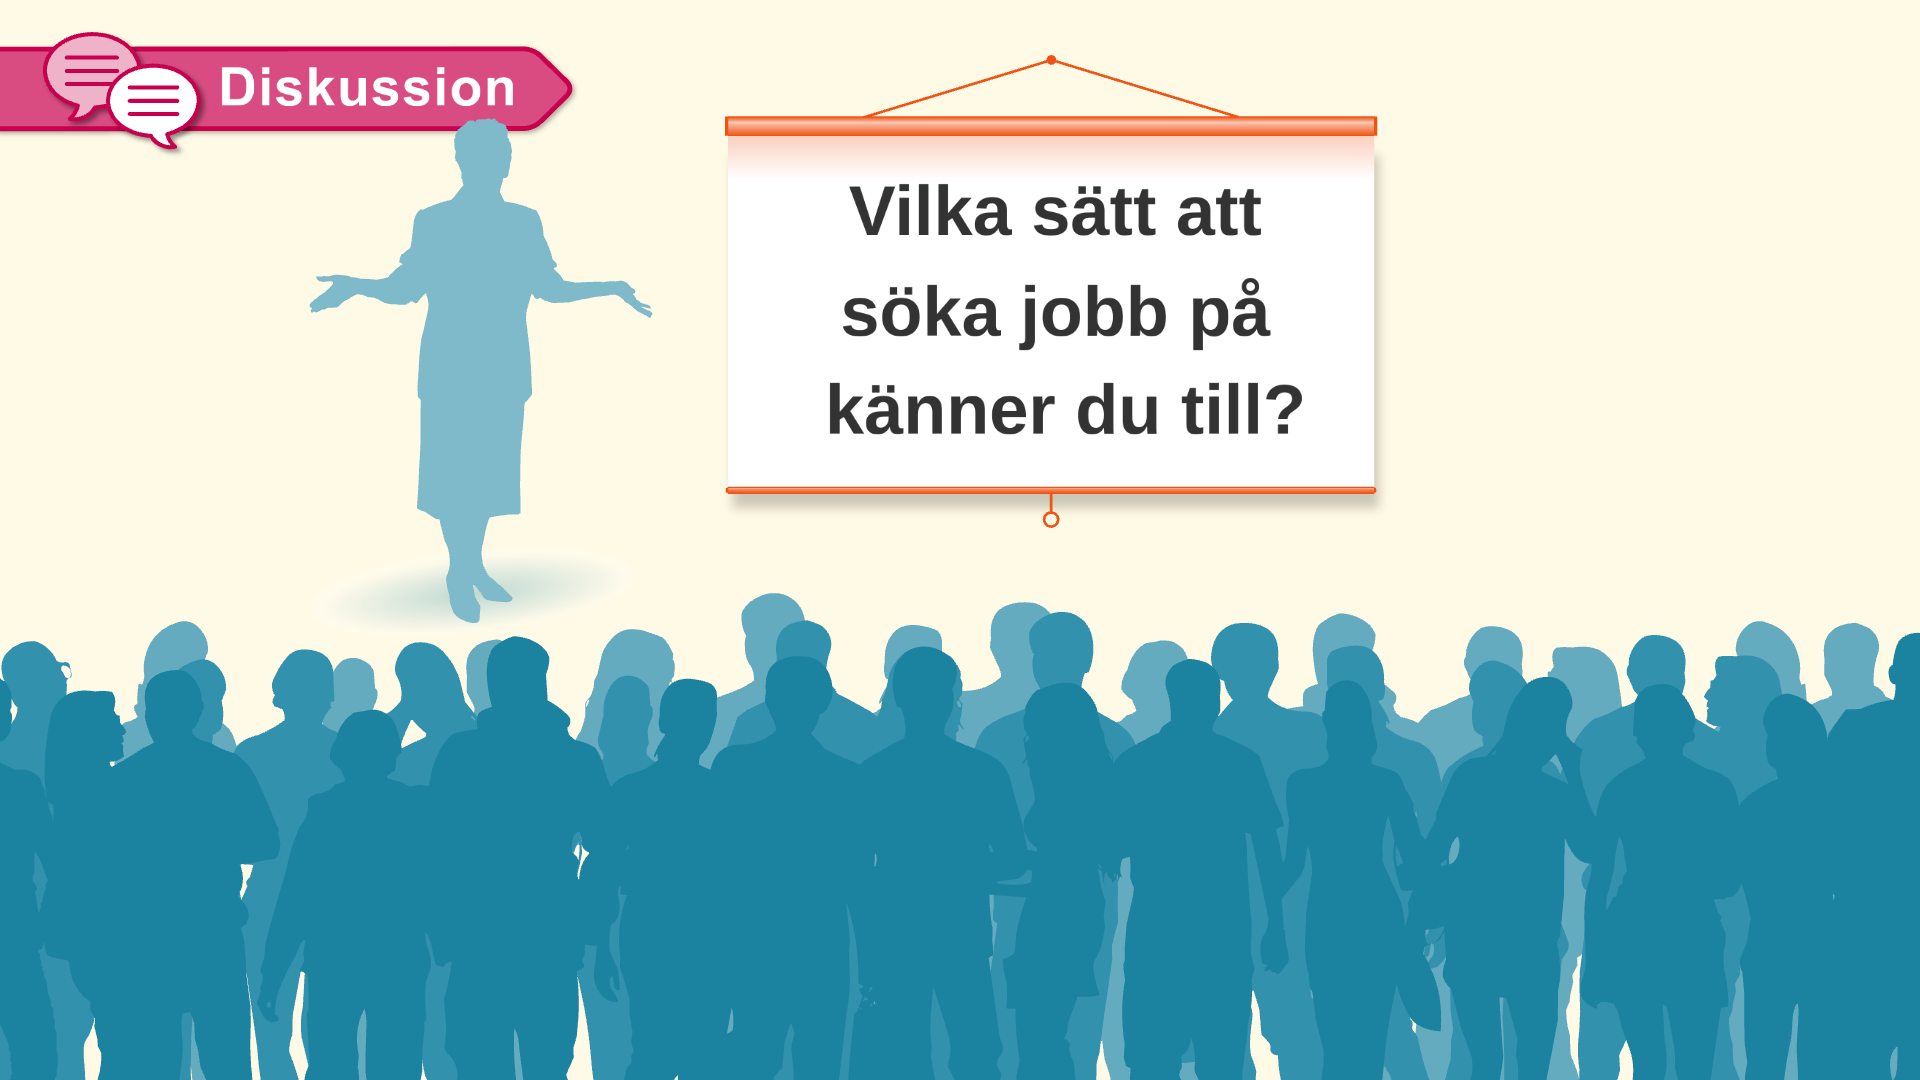 Diskussion
Vilka sätt att
söka jobb på
känner du till?